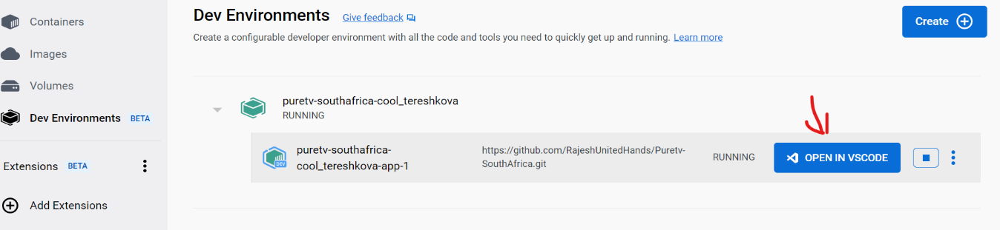 Containers
Images
Volumes
Dev Environments BETA
Extensions BETA
Add Extensions
Dev Environments Give feedback
Create a configurable developer environment with all the code and tools you need to quickly get up and running. Learn more
Create
puretv-southafrica-cool_tereshkova
RUNNING
puretv-southafrica-
cool_tereshkova-app-1
DEV
https://github.com/RajeshUnitedHands/Puretv-
SouthAfrica.git
RUNNING
OPEN IN VSCODE